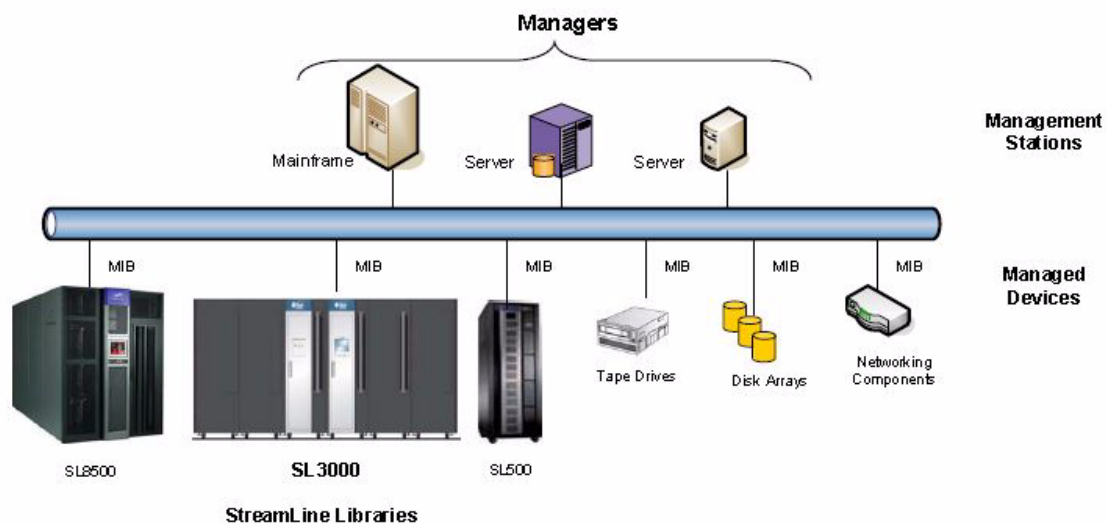 Managers
Management
Stations
Mainframe
Server
Server
MIB
MIB
MIB
MIB
MIB
MIB
Managed
Devices
Tape Drives
Disk Arrays
Networking
Components
SL8500
SL3000
SL500
StreamLine Libraries